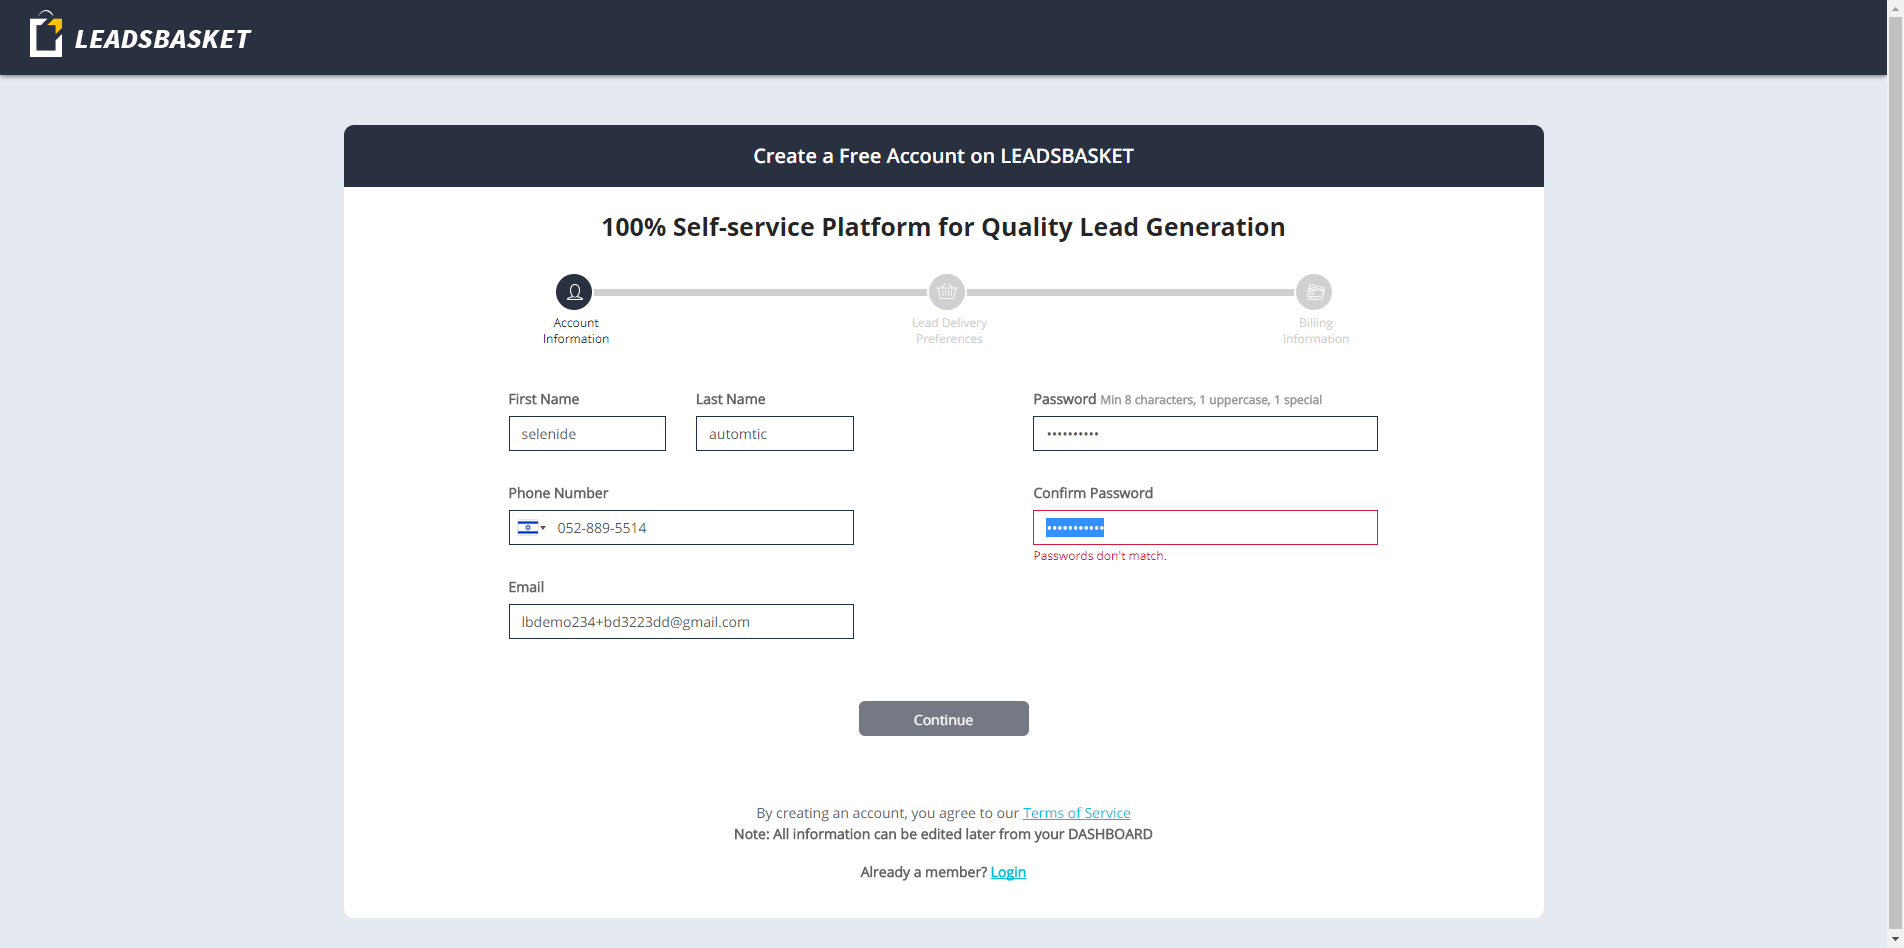 LEADSBASKET
Create a Free Account on LEADSBASKET
100% Self-service Platform for Quality Lead Generation
Account
Information
Lead Delivery
Preferences
Billing
Information
First Name
Last Name
selenide
automtic
Phone Number
052-889-5514
Email
lbdemo234+bd3223dd@gmail.com
Password Min 8 characters, 1 uppercase, 1 special
••••••••••
Confirm Password
•••••••••••
Passwords don't match.
Continue
By creating an account, you agree to our Terms of Service
Note: All information can be edited later from your DASHBOARD
Already a member? Login